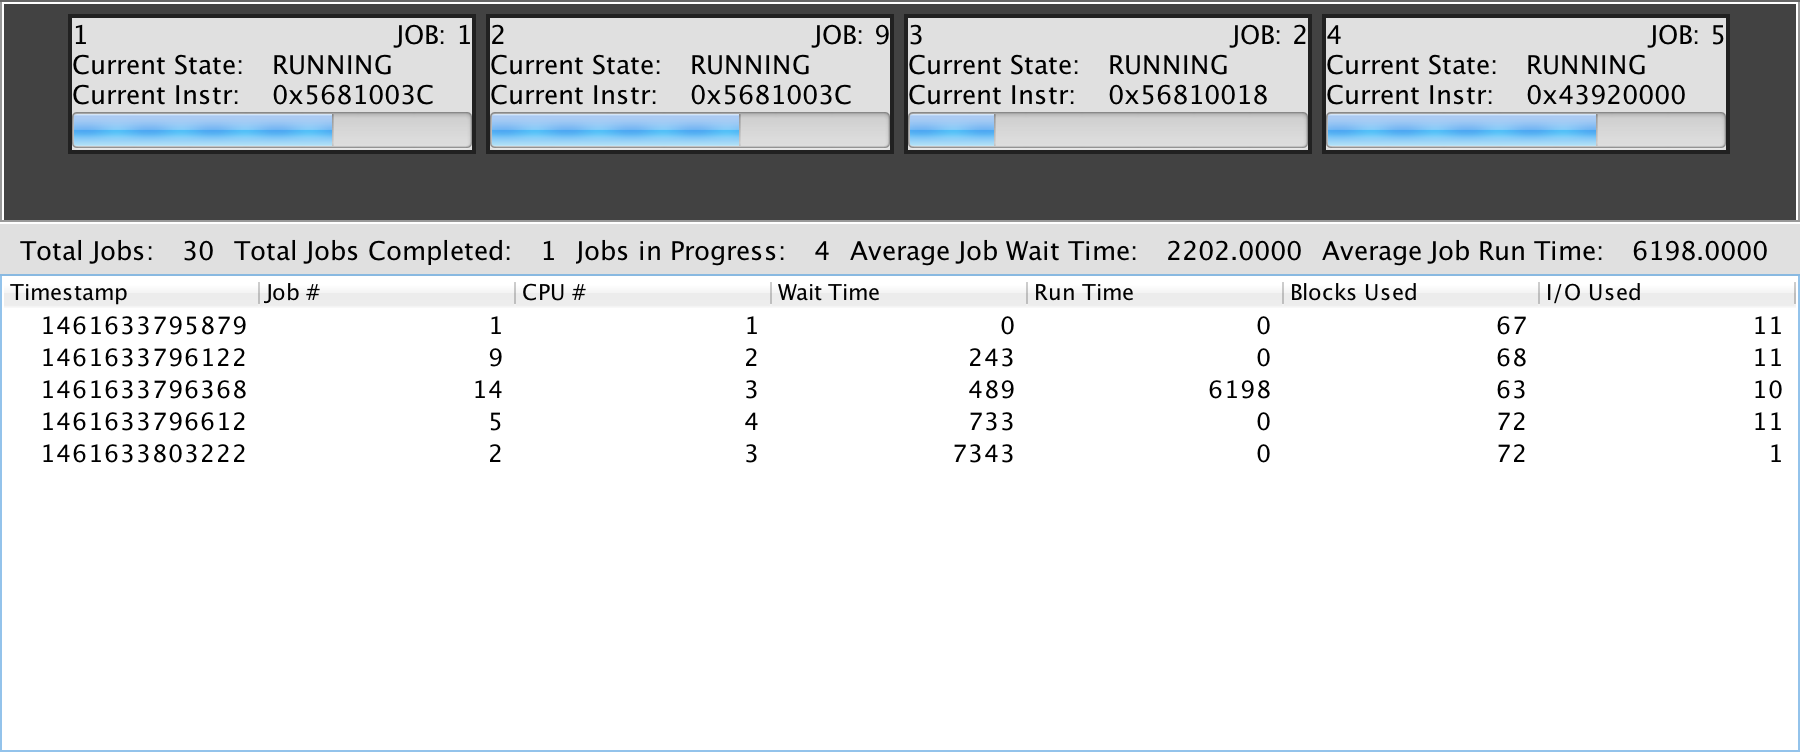 1 JOB: 1 2 JOB: 9 3 JOB: 2 4 JOB: 5
Current State: RUNNING Current State: RUNNING Current State: RUNNING Current State: RUNNING
Current Instr: 0x5681003C Current Instr: 0x5681003C Current Instr: 0x56810018 Current Instr: 0x43920000
Total Jobs: 30 Total Jobs Completed: 1 Jobs in Progress: 4 Average Job Wait Time: 2202.0000 Average Job Run Time: 6198.0000
Timestamp Job # CPU # Wait Time Run Time Blocks Used I/O Used
1461633795879 1 1 0 0 67 11
1461633796122 9 2 243 0 68 11
1461633796368 14 3 489 6198 63 10
1461633796612 5 4 733 0 72 11
1461633803222 2 3 7343 0 72 1